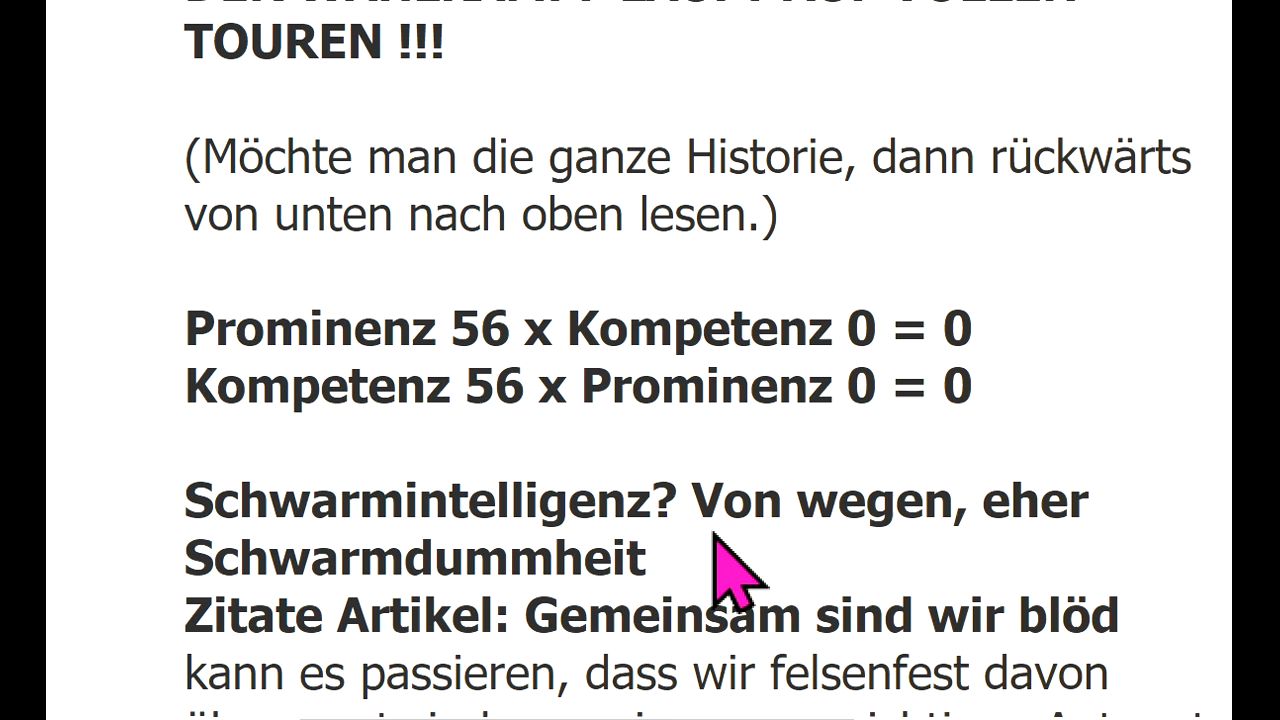 TOUREN !!!
(Möchte man die ganze Historie, dann rückwärts
von unten nach oben lesen.)
Prominenz 56 x Kompetenz 0 = 0
Kompetenz 56 x Prominenz 0 = 0
Schwarmintelligenz? Von wegen, eher
Schwarmdummheit
Zitate Artikel: Gemeinsam sind wir blöd
kann es passieren, dass wir felsenfest davon